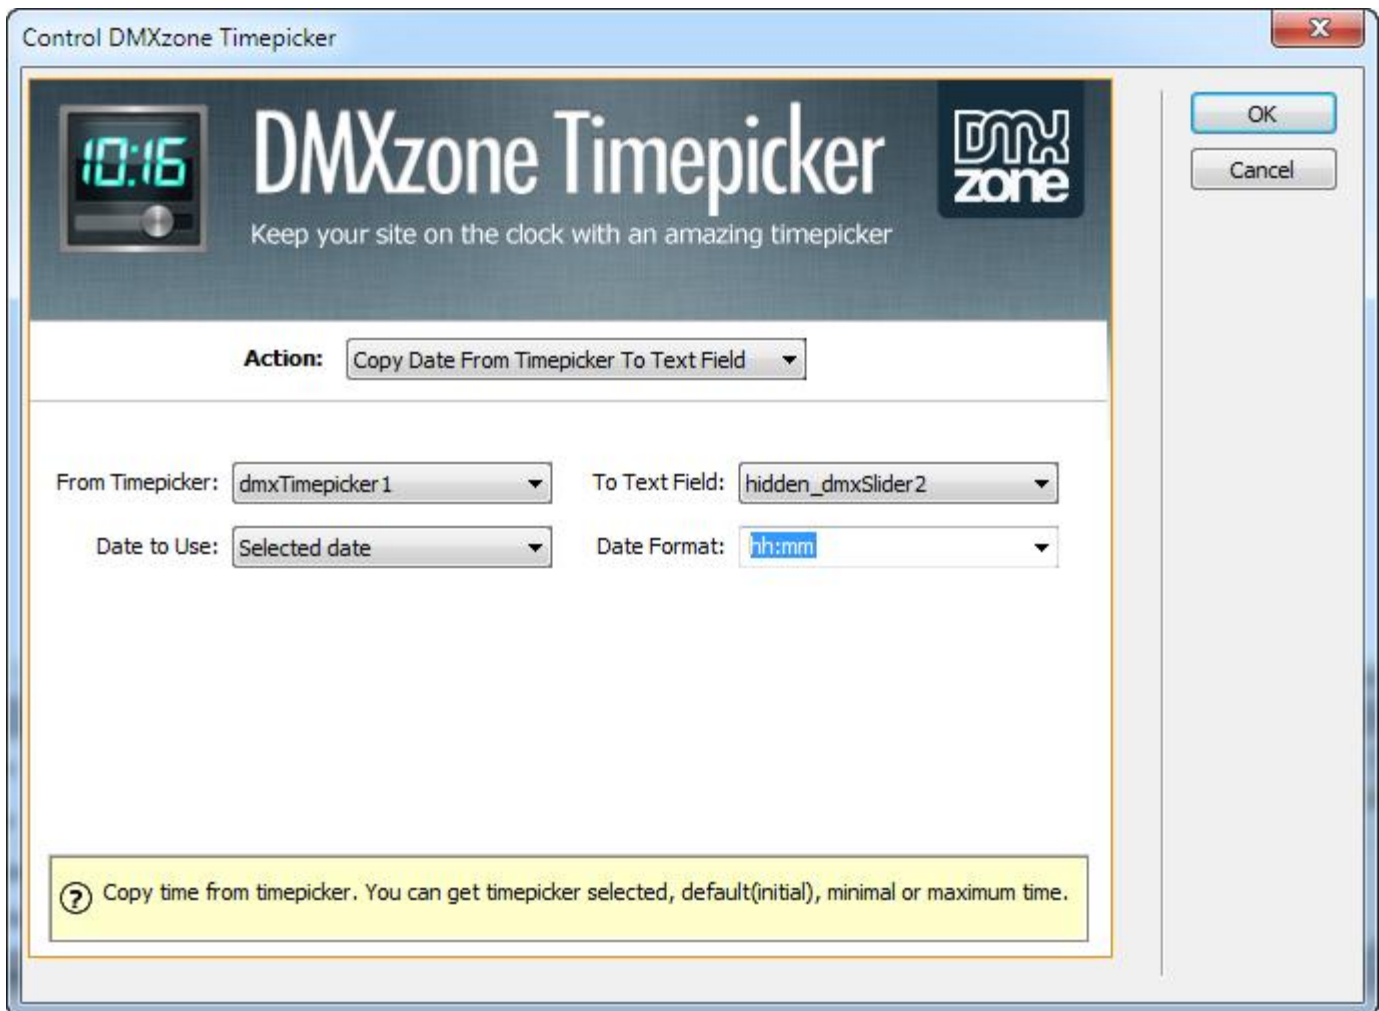 Control DMXzone Timepicker
x
10:16
DMXzone Timepicker
DMX
zone
Keep your site on the clock with an amazing timepicker
OK
Cancel
Action: Copy Date From Timepicker To Text Field
From Timepicker: dmxTimepicker1 To Text Field: hidden_dmxSlider2
Date to Use: Selected date Date Format: hh:mm
? Copy time from timepicker. You can get timepicker selected, default(initial), minimal or maximum time.